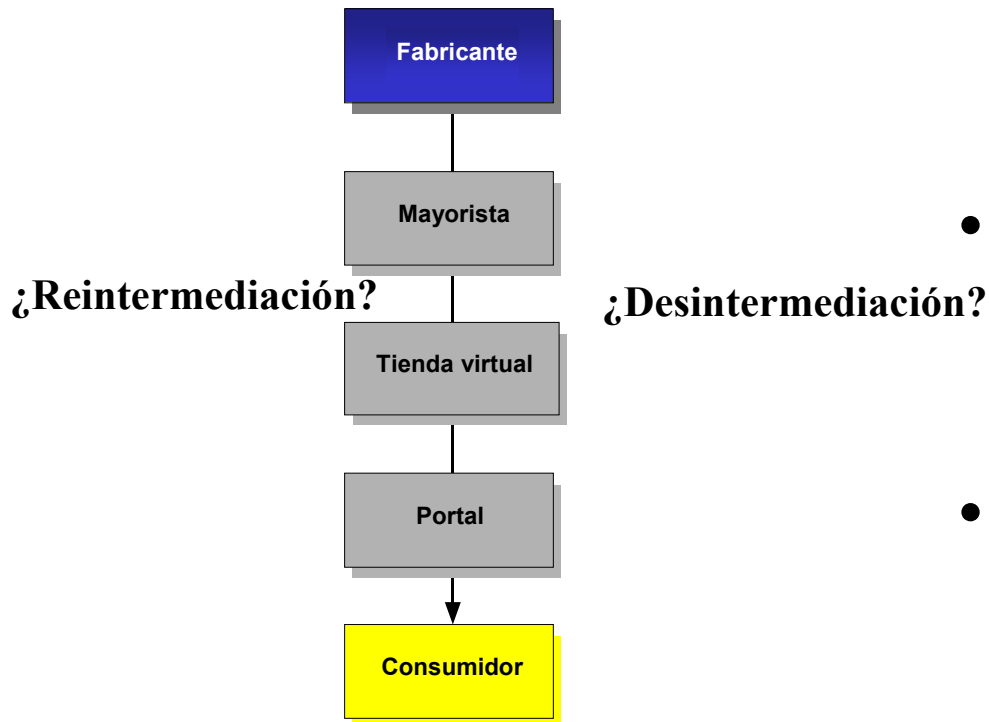 Fabricante
Mayorista
¿Reintermediación?
¿Desintermediación?
Tienda virtual
Portal
Consumidor